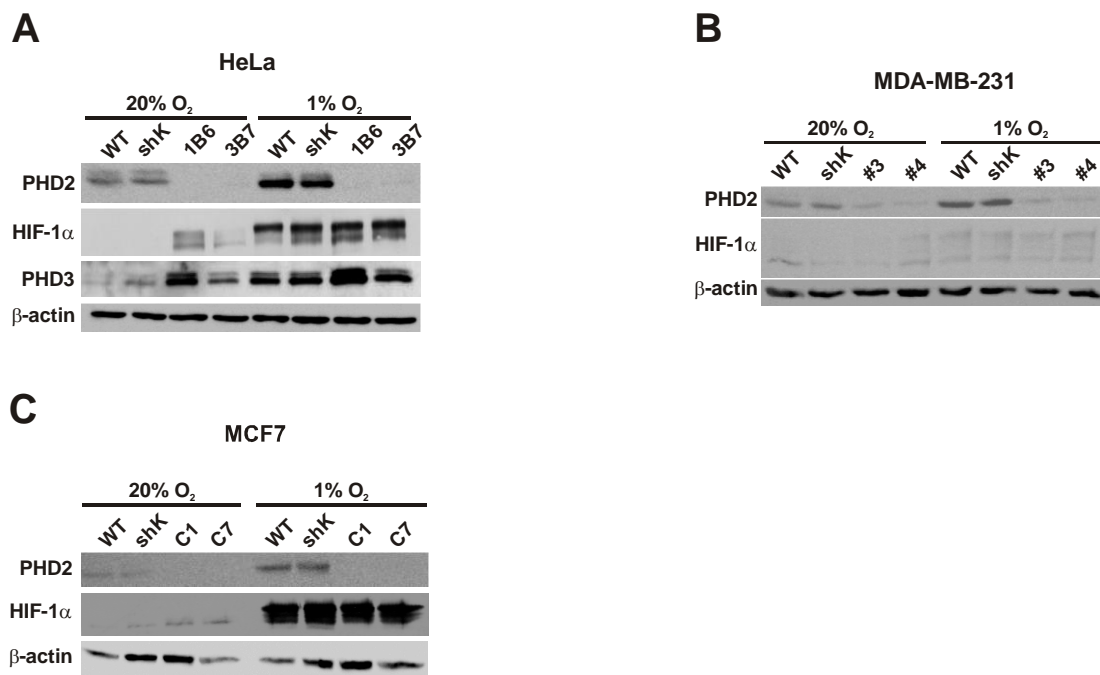 A
HeLa
20% O₂ 1% O₂
WT shK 1B6 3B7 WT shK 1B6 3B7
PHD2
HIF-1α
PHD3
β-actin
B
MDA-MB-231
20% O₂ 1% O₂
WT shK #3 #4 WT shK #3 #4
PHD2
HIF-1α
β-actin
C
MCF7
20% O₂ 1% O₂
WT shK C1 C7 WT shK C1 C7
PHD2
HIF-1α
β-actin